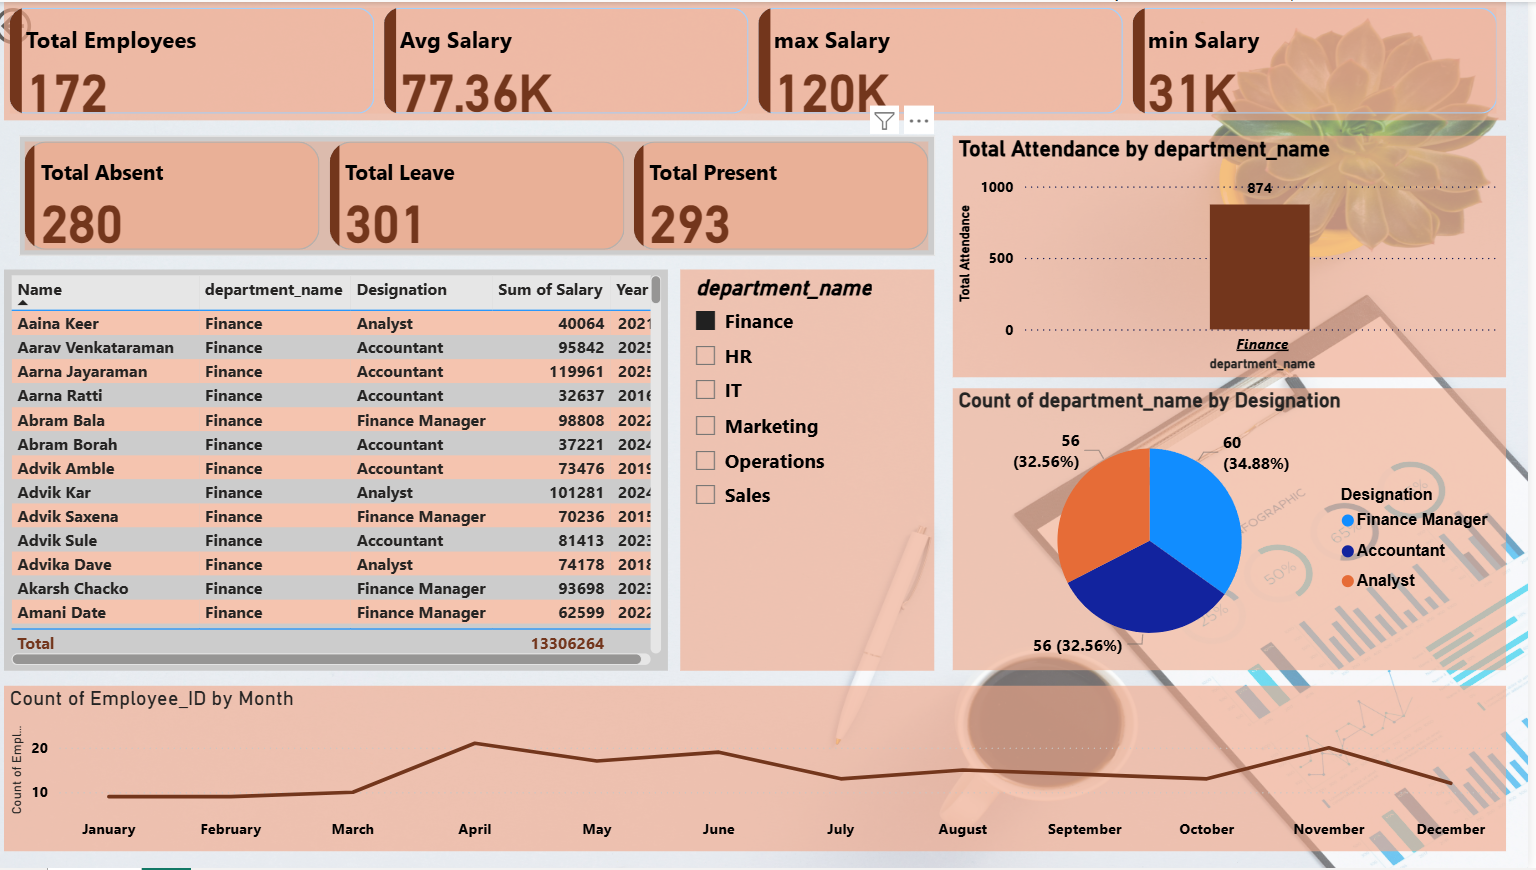 Total Employees
172
Avg Salary
77.36K
max Salary
120K
min Salary
31K
Total Absent
280
Total Leave
301
Total Present
293
Total Attendance by department_name
Total Attendance
1000
500
0
874
Finance
department_name
Name department_name Designation Sum of Salary Year
Aaina Keer Finance Analyst 40064 2021
Aarav Venkataraman Finance Accountant 95842 2025
Aarna Jayaraman Finance Accountant 119961 2025
Aarna Ratti Finance Accountant 32637 2016
Abram Bala Finance Finance Manager 98808 2022
Abram Borah Finance Accountant 37221 2024
Advik Amble Finance Accountant 73476 2019
Advik Kar Finance Analyst 101281 2024
Advik Saxena Finance Finance Manager 70236 2015
Advik Sule Finance Accountant 81413 2023
Advika Dave Finance Analyst 74178 2018
Akarsh Chacko Finance Finance Manager 93698 2023
Amani Date Finance Finance Manager 62599 2022
Total 13306264
department_name
Finance
HR
IT
Marketing
Operations
Sales
Count of department_name by Designation
56
(32.56%)
60
(34.88%)
56 (32.56%)
Designation
Finance Manager
Accountant
Analyst
50%
25%
Count of Employee_ID by Month
Count of Empl...
20
10
January February March April May June July August September October November December